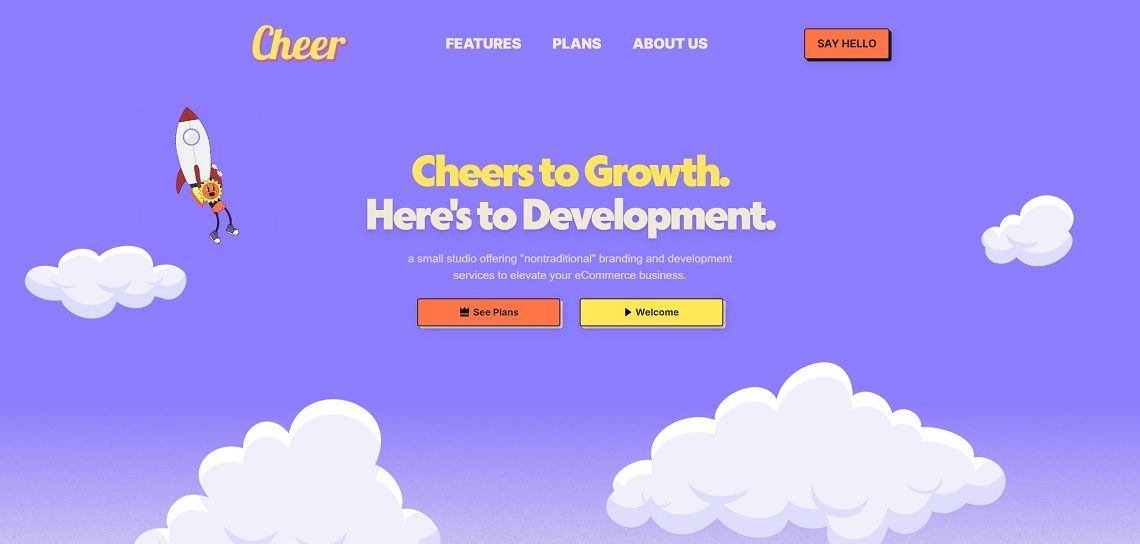 Cheer
FEATURES
PLANS
ABOUT US
SAY HELLO
Cheers to Growth.
Here's to Development.
a small studio offering "nontraditional" branding and development
services to elevate your eCommerce business.
See Plans
Welcome